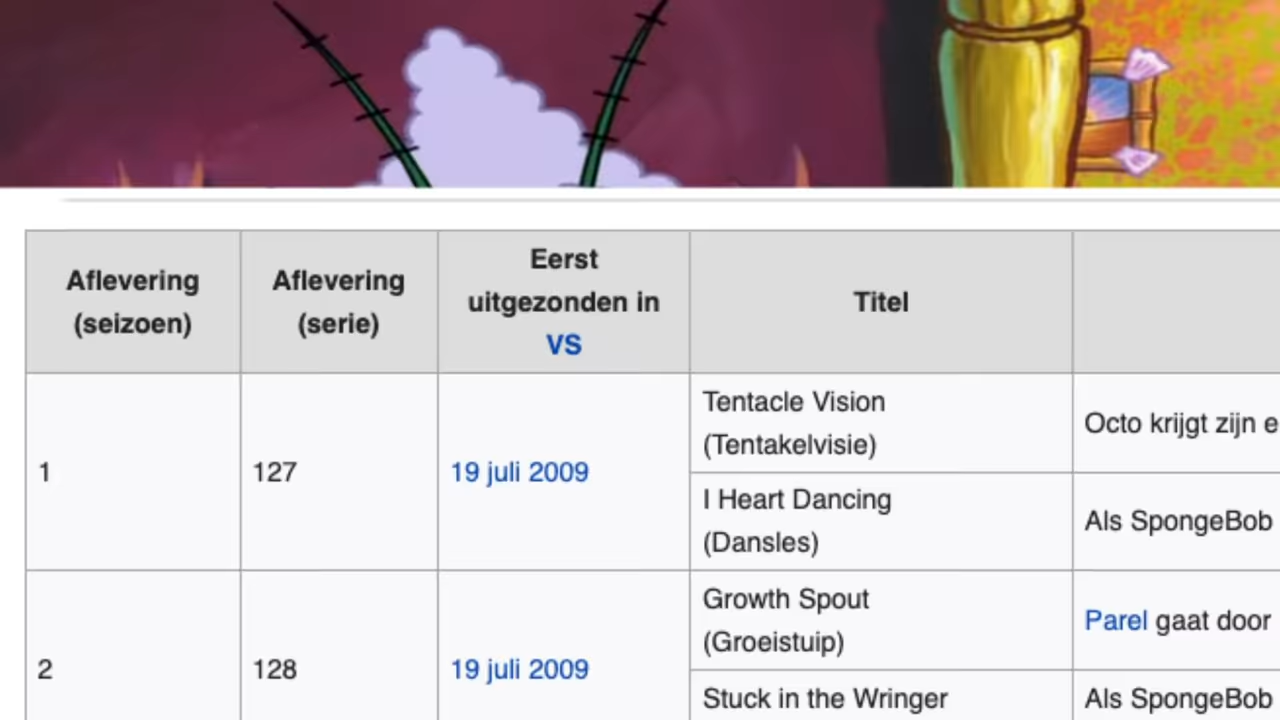 Aflevering
(seizoen)
Aflevering
(serie)
Eerst
uitgezonden in
VS
Titel
1
127
19 juli 2009
Tentacle Vision
(Tentakelvisie)
Octo krijgt zijn e
I Heart Dancing
(Dansles)
Als SpongeBob
2
128
19 juli 2009
Growth Spout
(Groeistuip)
Parel gaat door
Stuck in the Wringer
Als SpongeBob